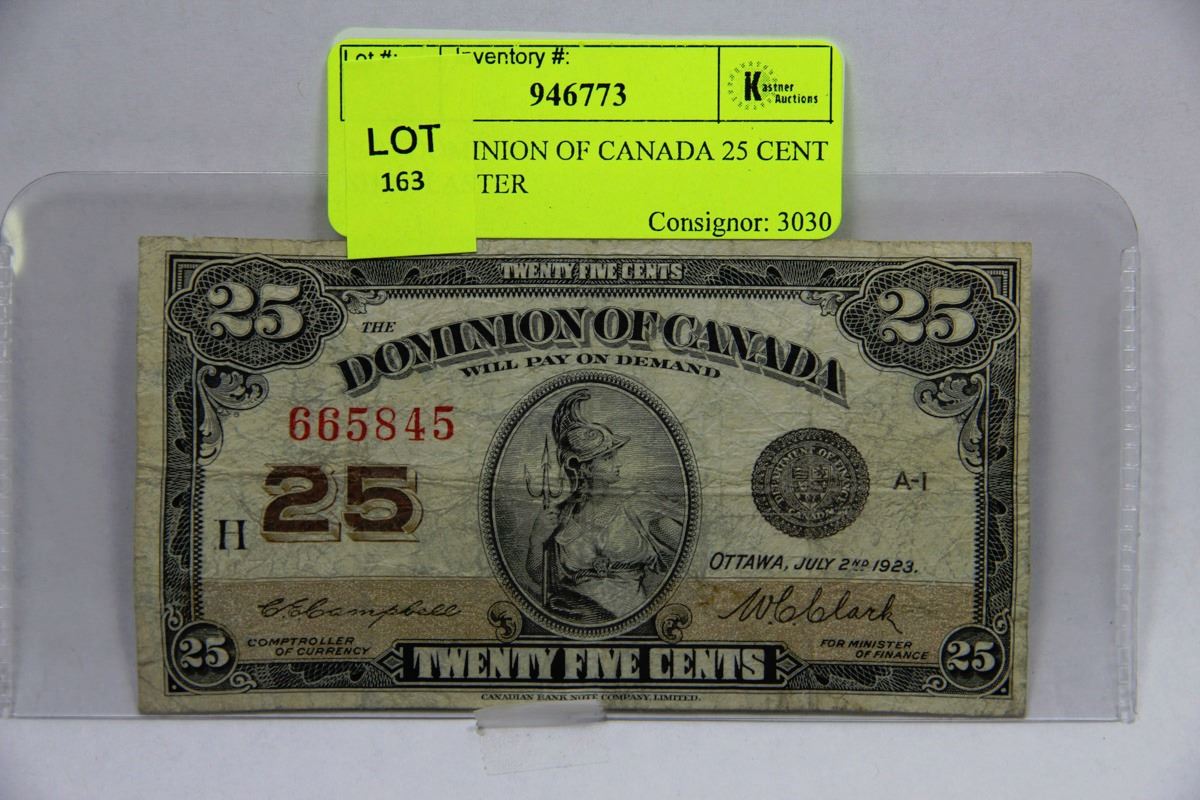 Inventory #:
946773
Kastner
Auctions
LOT
163
INION OF CANADA 25 CENT
TER
Consignor: 3030
TWENTY FIVE CENTS
25
25
THE
DOMINION OF CANADA
WILL PAY ON DEMAND
665845
25
H
A-1
OTTAWA, JULY 2ND 1923.
C E Campbell
W C Clark
COMPTROLLER
OF CURRENCY
FOR MINISTER
OF FINANCE
25
TWENTY FIVE CENTS
25
CANADIAN BANK NOTE COMPANY, LIMITED.